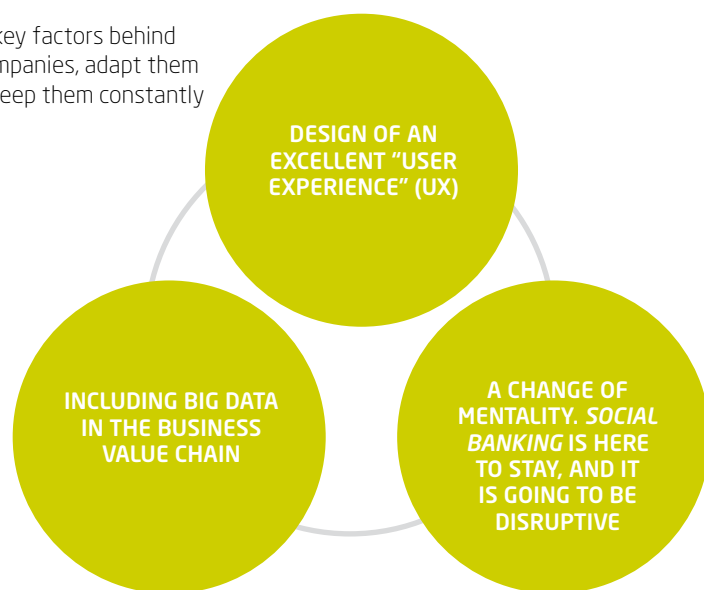 key factors behind
mpanies, adapt them
keep them constantly
DESIGN OF AN
EXCELLENT “USER
EXPERIENCE” (UX)
INCLUDING BIG DATA
IN THE BUSINESS
VALUE CHAIN
A CHANGE OF
MENTALITY. SOCIAL
BANKING IS HERE
TO STAY, AND IT
IS GOING TO BE
DISRUPTIVE